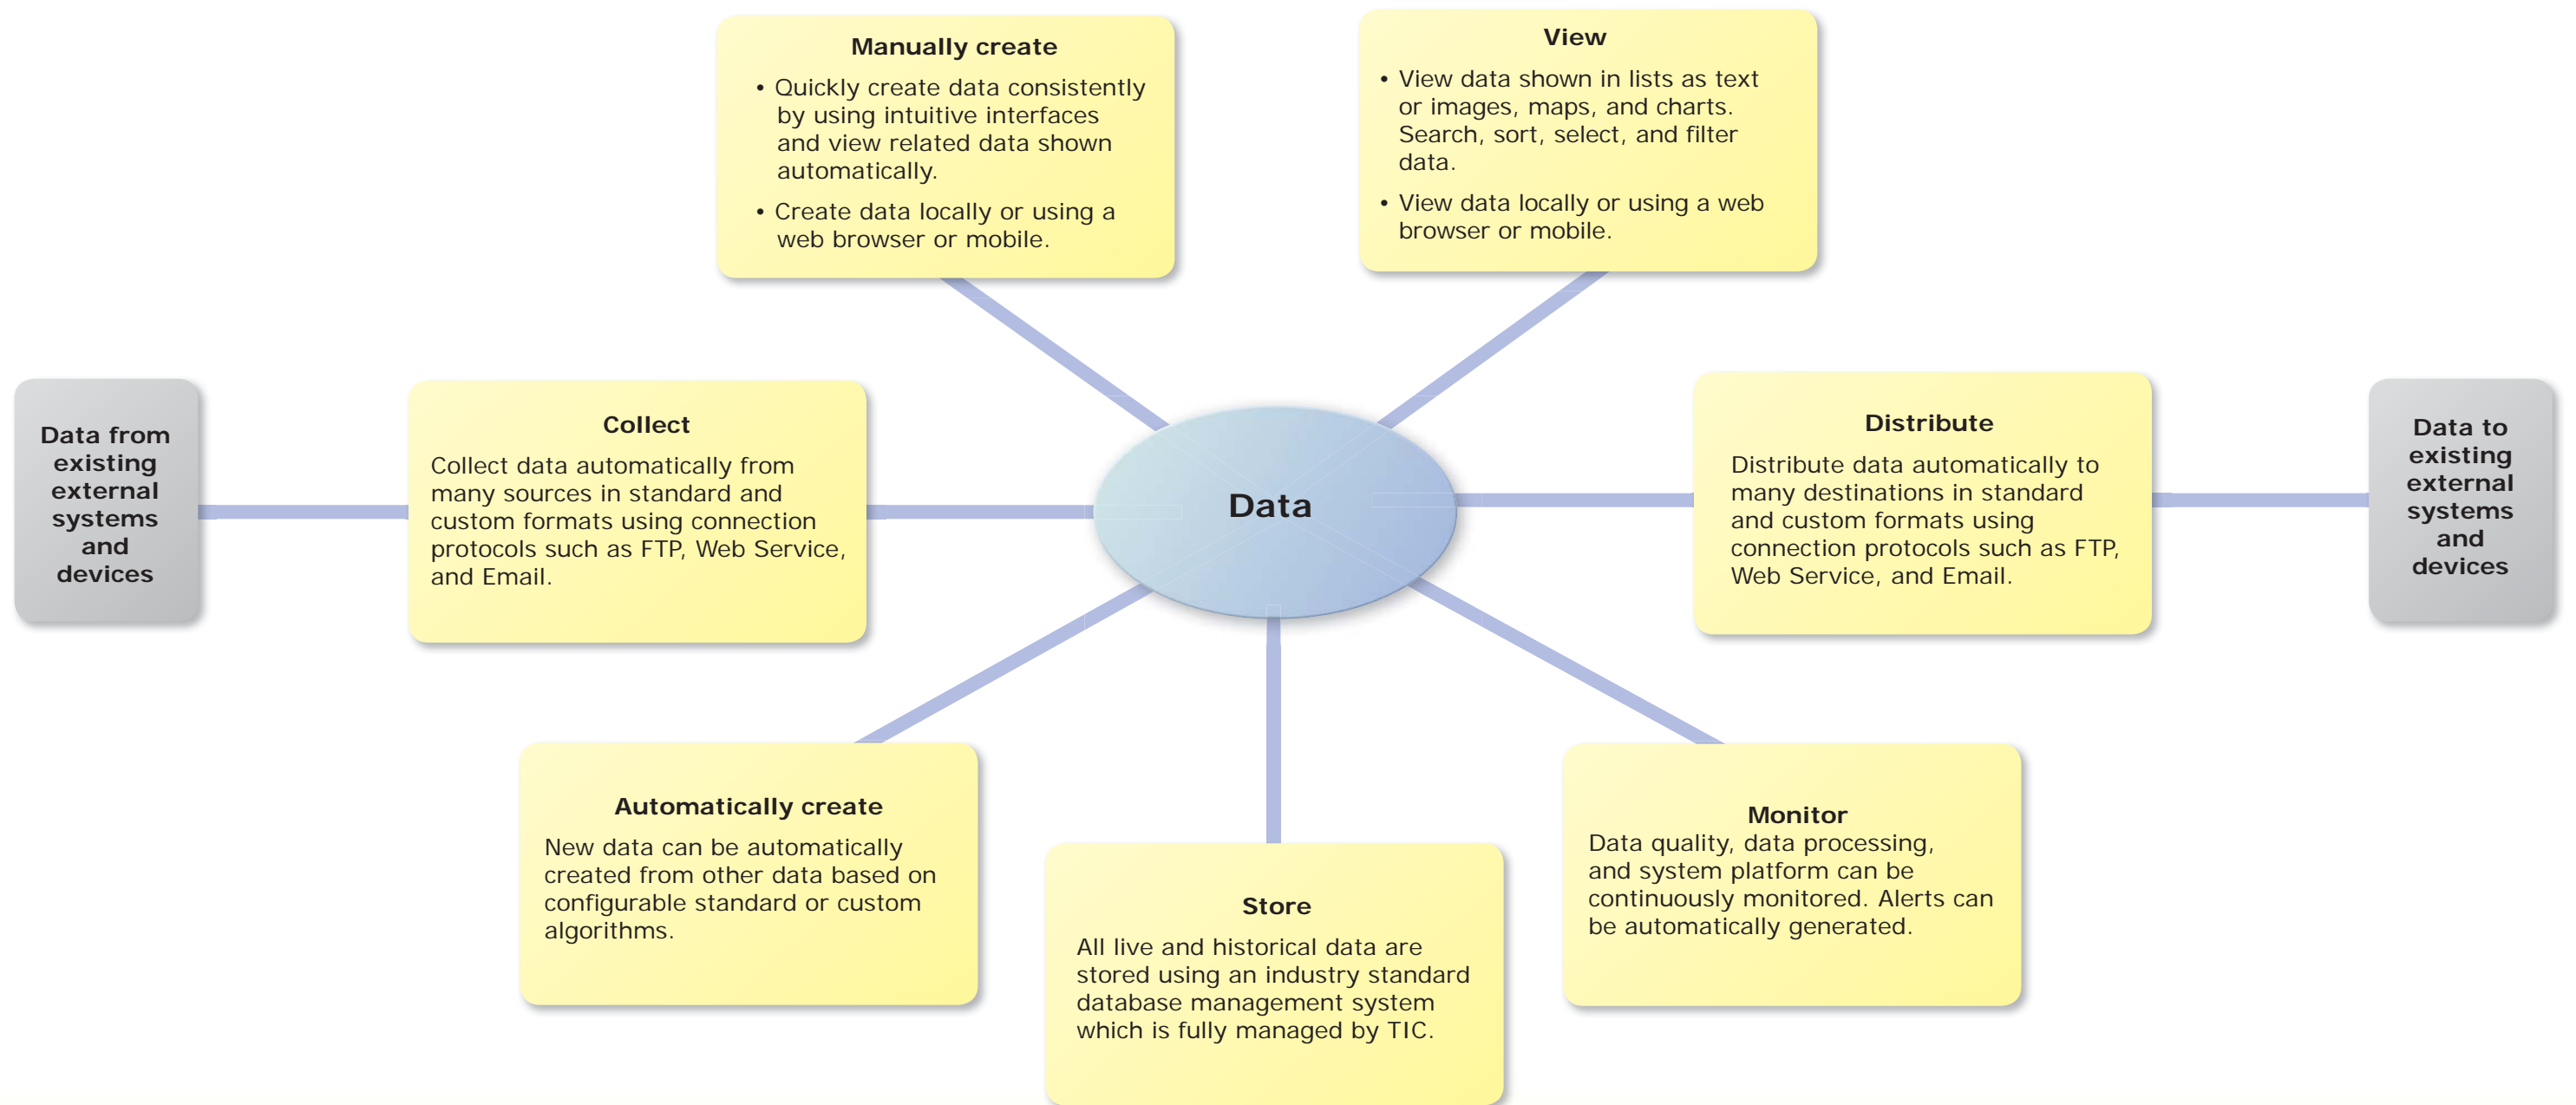 Manually create
• Quickly create data consistently
by using intuitive interfaces
and view related data shown
automatically.
• Create data locally or using a
web browser or mobile.
View
• View data shown in lists as text
or images, maps, and charts.
Search, sort, select, and filter
data.
• View data locally or using a web
browser or mobile.
Data from
existing
external
systems
and
devices
Collect
Collect data automatically from
many sources in standard and
custom formats using connection
protocols such as FTP, Web Service,
and Email.
Data
Distribute
Distribute data automatically to
many destinations in standard
and custom formats using
connection protocols such as FTP,
Web Service, and Email.
Data to
existing
external
systems
and
devices
Automatically create
New data can be automatically
created from other data based on
configurable standard or custom
algorithms.
Store
All live and historical data are
stored using an industry standard
database management system
which is fully managed by TIC.
Monitor
Data quality, data processing,
and system platform can be
continuously monitored. Alerts can
be automatically generated.